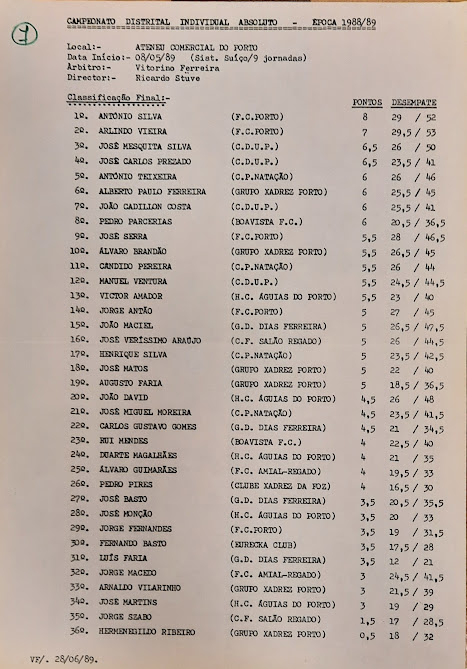 7
CAMPEONATO DISTRITAL INDIVIDUAL ABSOLUTO - EPOCA 1988/89
Local:- ATENEU COMERCIAL DO PORTO
Data Início:- 08/05/89 (Sist. Suíço/9 jornadas)
Arbitro:- Vitorino Ferreira
Director:- Ricardo Stuve
Classificação Final:- PONTOS DESEMPATE
1º. ANTÓNIO SILVA (F.C.PORTO) 8 29 / 52
2º. ARLINDO VIEIRA (F.C.PORTO) 7 29,5 / 53
3º. JOSÉ MESQUITA SILVA (C.D.U.P.) 6,5 26 / 50
4º. JOSÉ CARLOS PREZADO (C.D.U.P.) 6,5 23,5 / 41
5º. ANTÓNIO TEIXEIRA (C.P.NATAÇÃO) 6 26 / 46
6º. ALBERTO PAULO FERREIRA (GRUPO XADREZ PORTO) 6 25,5 / 45
7º. JOÃO CADILLON COSTA (C.D.U.P.) 6 25,5 / 41
8º. PEDRO PARCERIAS (BOAVISTA F.C.) 6 20,5 / 36,5
9º. JOSÉ SERRA (F.C.PORTO) 5,5 28 / 46,5
10º. ÁLVARO BRANDÃO (GRUPO XADREZ PORTO) 5,5 26,5 / 45
11º. CÂNDIDO PEREIRA (C.P.NATAÇÃO) 5,5 26 / 44
12º. MANUEL VENTURA (C.D.U.P.) 5,5 24,5 / 44,5
13º. VICTOR AMADOR (H.C. ÁGUIAS DO PORTO) 5,5 23 / 40
14º. JORGE ANTÃO (F.C.PORTO) 5 27 / 45
15º. JOÃO MACIEL (G.D. DIAS FERREIRA) 5 26,5 / 47,5
16º. JOSÉ VERÍSSIMO ARAÚJO (C.F. SALÃO REGADO) 5 26 / 44,5
17º. HENRIQUE SILVA (C.P.NATAÇÃO) 5 23,5 / 42,5
18º. JOSÉ MATOS (GRUPO XADREZ PORTO) 5 22 / 40
19º. AUGUSTO FARIA (GRUPO XADREZ PORTO) 5 18,5 / 36,5
20º. JOÃO DAVID (H.C. ÁGUIAS DO PORTO) 4,5 26 / 48
21º. JOSÉ MIGUEL MOREIRA (C.P.NATAÇÃO) 4,5 23,5 / 41,5
22º. CARLOS GUSTAVO GOMES (G.D. DIAS FERREIRA) 4,5 21 / 34,5
23º. RUI MENDES (BOAVISTA F.C.) 4 22,5 / 40
24º. DUARTE MAGALHÃES (H.C. ÁGUIAS DO PORTO) 4 21 / 35
25º. ÁLVARO GUIMARÃES (F.C. AMIAL-REGADO) 4 19,5 / 33
26º. PEDRO PIRES (CLUBE XADREZ DA FOZ) 4 16,5 / 30
27º. JOSÉ BASTO (G.D. DIAS FERREIRA) 3,5 20,5 / 35,5
28º. JOSÉ MONÇÃO (H.C. ÁGUIAS DO PORTO) 3,5 20 / 33
29º. JORGE FERNANDES (F.C.PORTO) 3,5 19 / 31,5
30º. FERNANDO BASTO (EURECKA CLUB) 3,5 17,5 / 28
31º. LUÍS FARIA (G.D. DIAS FERREIRA) 3,5 12 / 21
32º. JORGE MACEDO (F.C. AMIAL-REGADO) 3 24,5 / 41,5
33º. ARNALDO VILARINHO (GRUPO XADREZ PORTO) 3 21,5 / 39
34º. JOSÉ MARTINS (H.C. ÁGUIAS DO PORTO) 3 19 / 29
35º. JORGE SZABO (C.F. SALÃO REGADO) 1,5 17 / 28,5
36º. HERMENEGILDO RIBEIRO (GRUPO XADREZ PORTO) 0,5 18 / 32
VF/. 28/06/89.